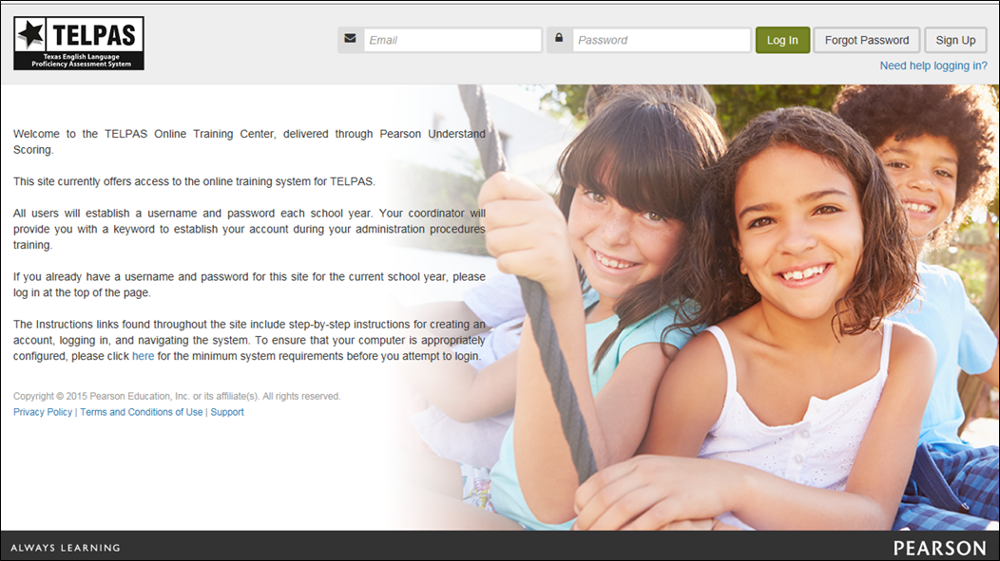 TELPAS
Texas English Language
Proficiency Assessment System
Email
Password
Log In
Forgot Password
Sign Up
Need help logging in?
Welcome to the TELPAS Online Training Center, delivered through Pearson Understand
Scoring.
This site currently offers access to the online training system for TELPAS.
All users will establish a username and password each school year. Your coordinator will
provide you with a keyword to establish your account during your administration procedures
training.
If you already have a username and password for this site for the current school year, please
log in at the top of the page.
The Instructions links found throughout the site include step-by-step instructions for creating an
account, logging in, and navigating the system. To ensure that your computer is appropriately
configured, please click here for the minimum system requirements before you attempt to login.
Copyright © 2015 Pearson Education, Inc. or its affiliate(s). All rights reserved.
Privacy Policy | Terms and Conditions of Use | Support
ALWAYS LEARNING
PEARSON